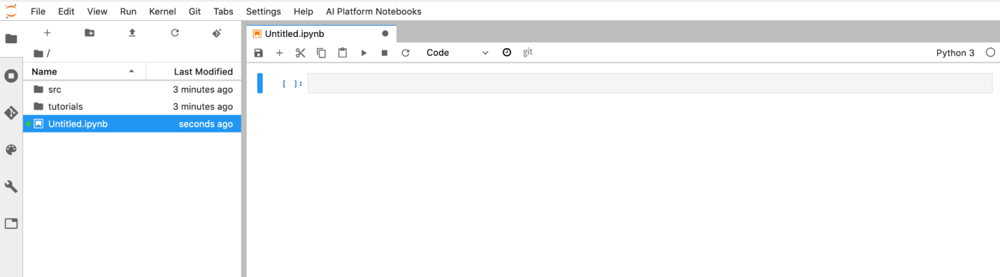 File Edit View Run Kernel Git Tabs Settings Help AI Platform Notebooks
/
Name Last Modified
src 3 minutes ago
tutorials 3 minutes ago
Untitled.ipynb seconds ago
Untitled.ipynb
Code git Python 3
[ ]: